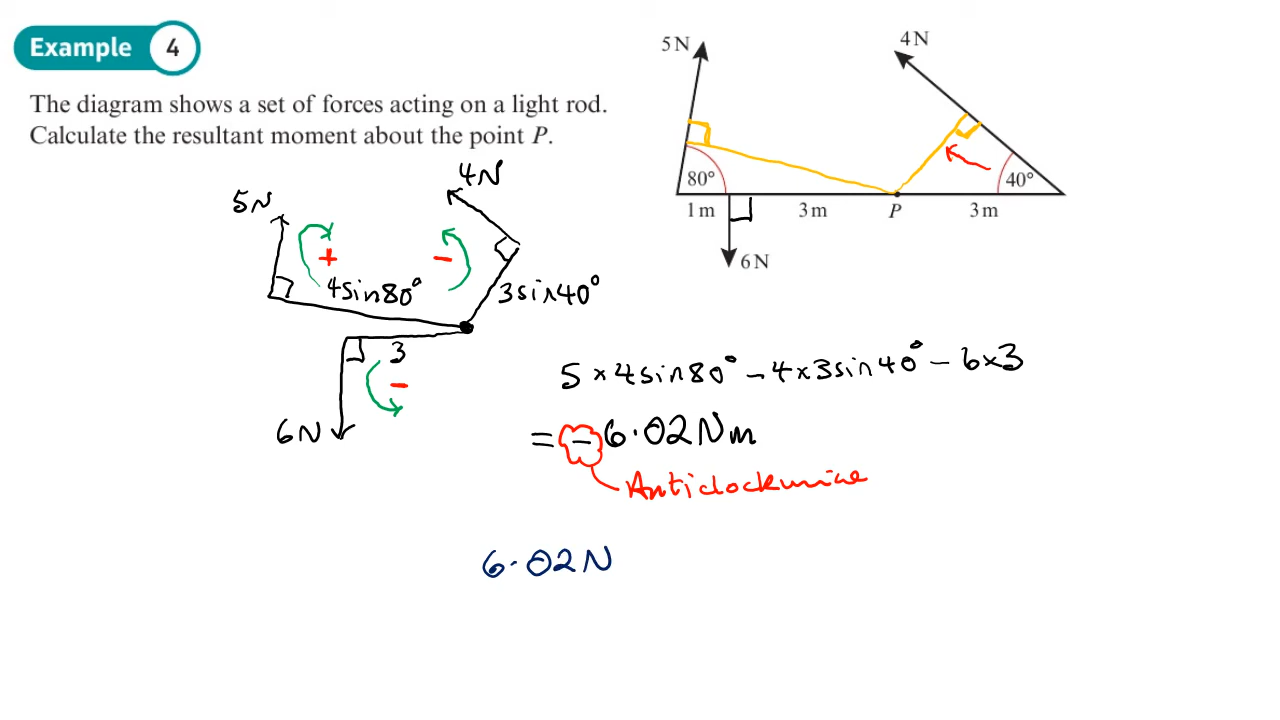 Example 4
The diagram shows a set of forces acting on a light rod.
Calculate the resultant moment about the point P.
5 N
4 N
80°
40°
1 m
3 m
P
3 m
6 N
4N
5N
+
−
4sin80°
3sin40°
3
−
6N
5 × 4sin80° − 4 × 3sin40° − 6 × 3
= − 6.02Nm
Anticlockwise
6.02N